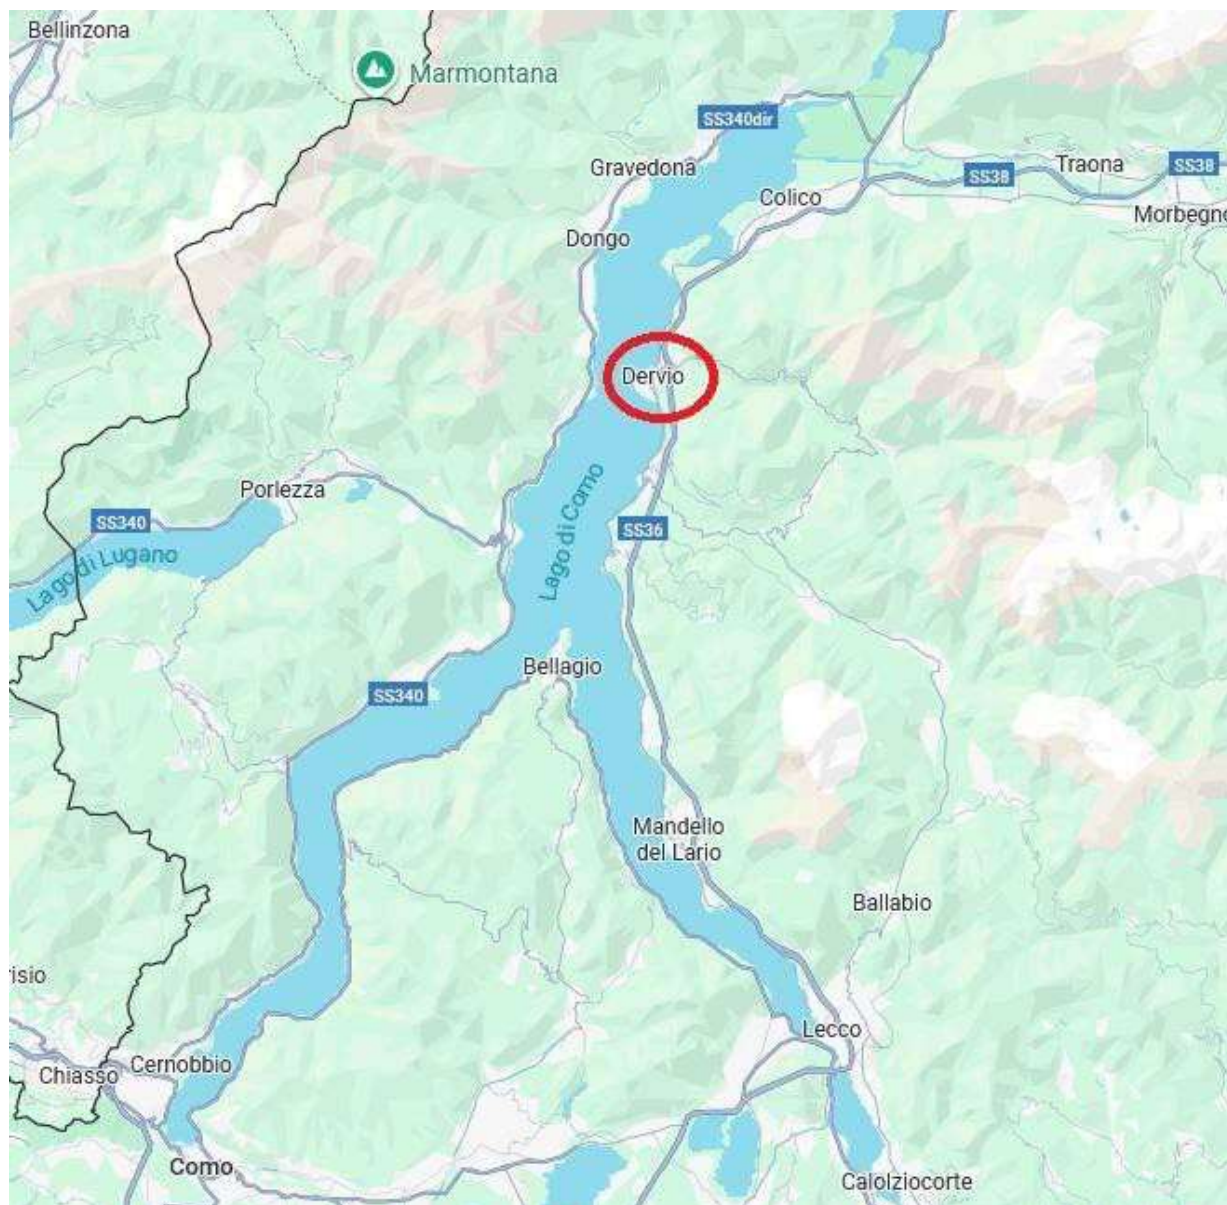 Bellinzona
Marmontana
SS340dir
Gravedona
Traona
SS38
SS38
Colico
Morbegno
Dongo
Dervio
Porlezza
SS340
SS36
Lago di Como
Lago di Lugano
Bellagio
SS340
Mandello
del Lario
Ballabio
risio
Lecco
Cernobbio
Chiasso
Como
Calolziocorte